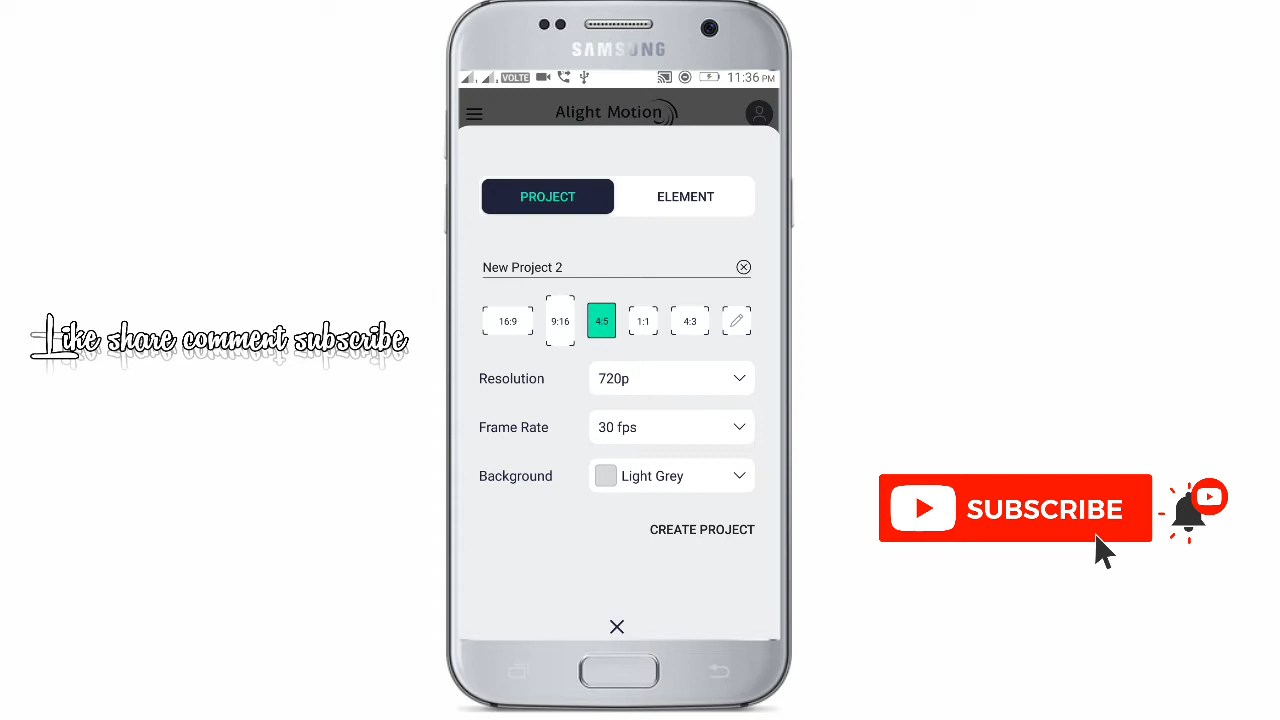 SAMSUNG
VOLTE 11:36 PM
Alight Motion
PROJECT ELEMENT
New Project 2
16:9 9:16 4:5 1:1 4:3
Like share comment subscribe
Resolution 720p
Frame Rate 30 fps
Background Light Grey
SUBSCRIBE
CREATE PROJECT